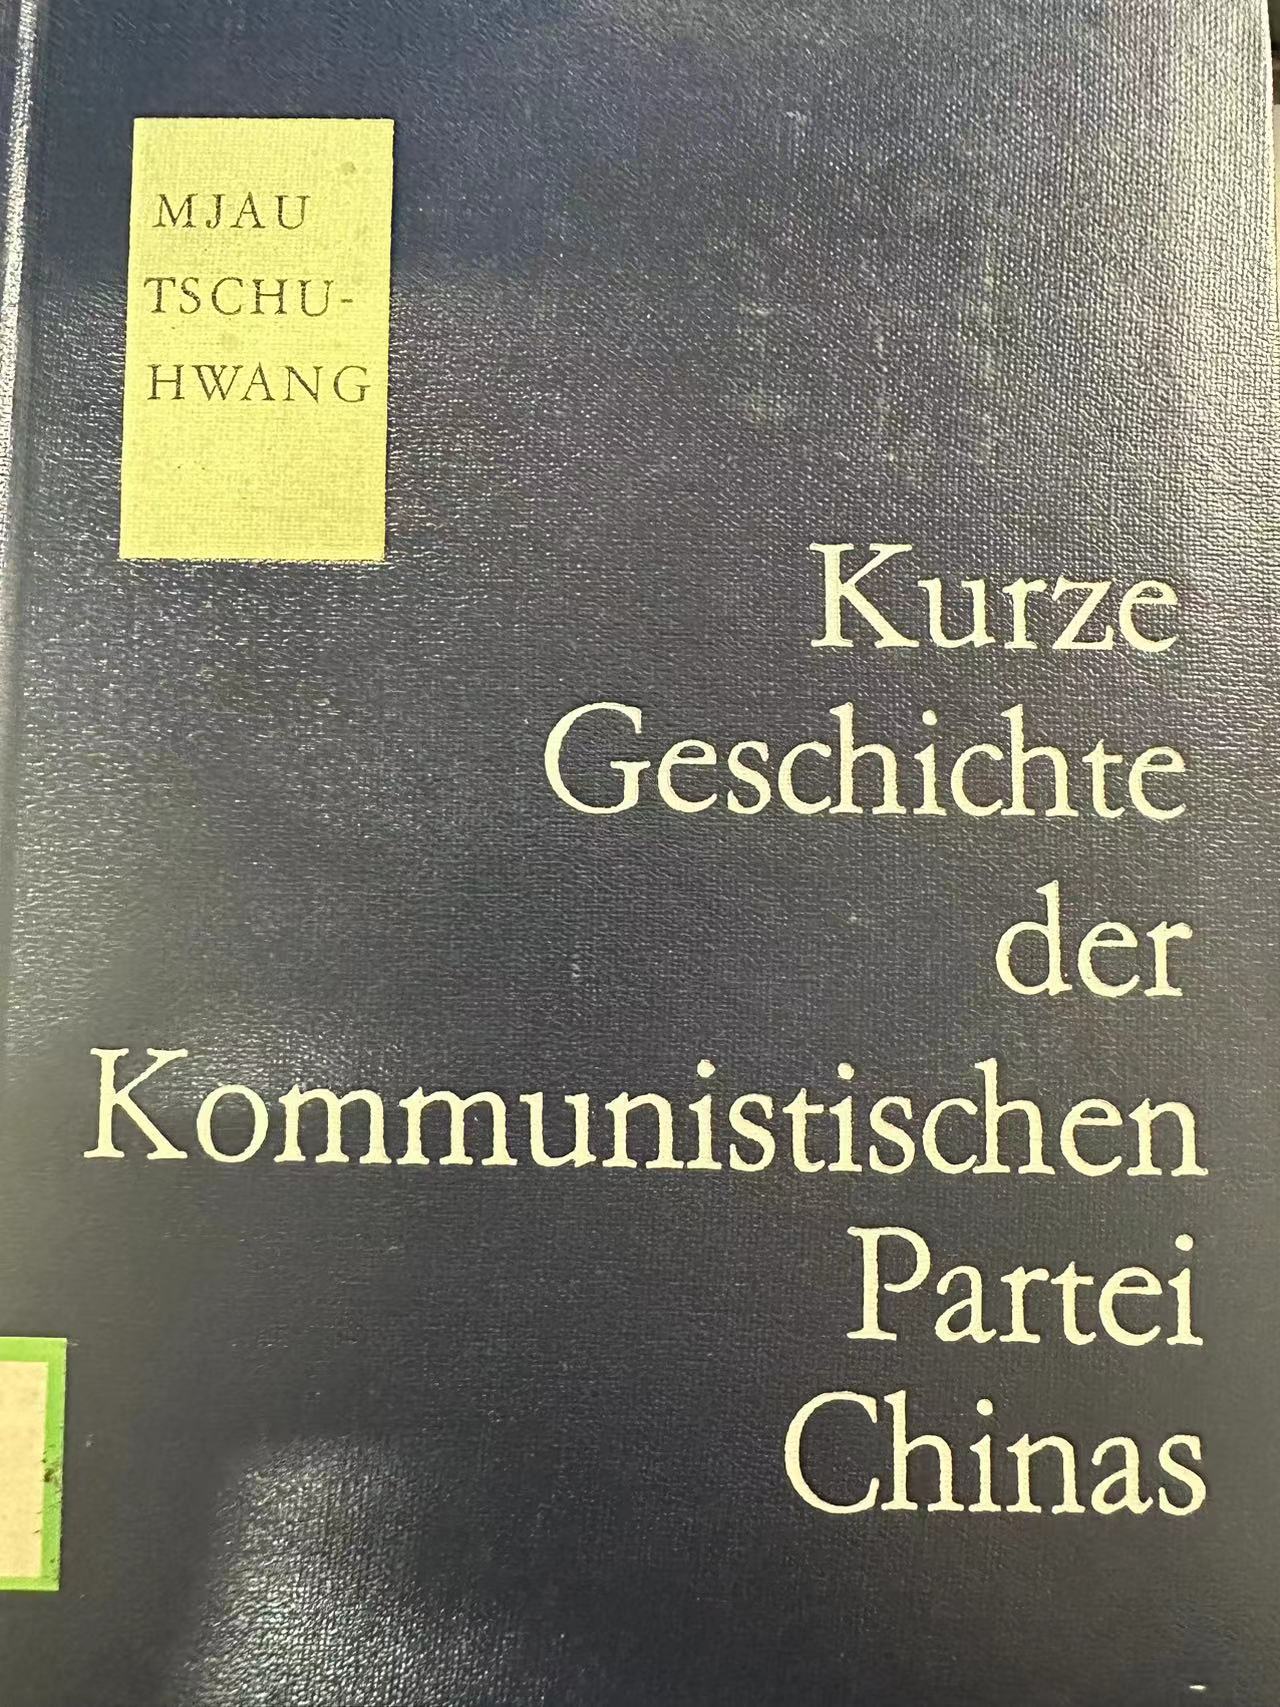 MJAU
TSCHU-
HWANG
Kurze
Geschichte
der
Kommunistischen
Partei
Chinas